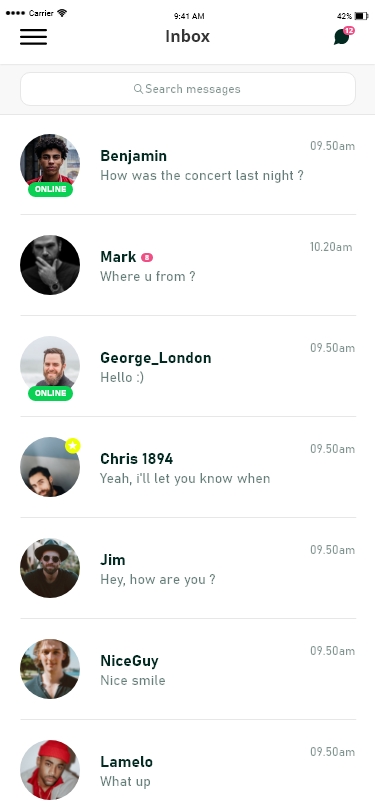 Carrier 9:41 AM 42%
Inbox
12
Search messages
Benjamin 09.50am
How was the concert last night ?
ONLINE
Mark 8 10.20am
Where u from ?
George_London 09.50am
Hello :)
ONLINE
Chris 1894 09.50am
Yeah, i'll let you know when
Jim 09.50am
Hey, how are you ?
NiceGuy 09.50am
Nice smile
Lamelo 09.50am
What up